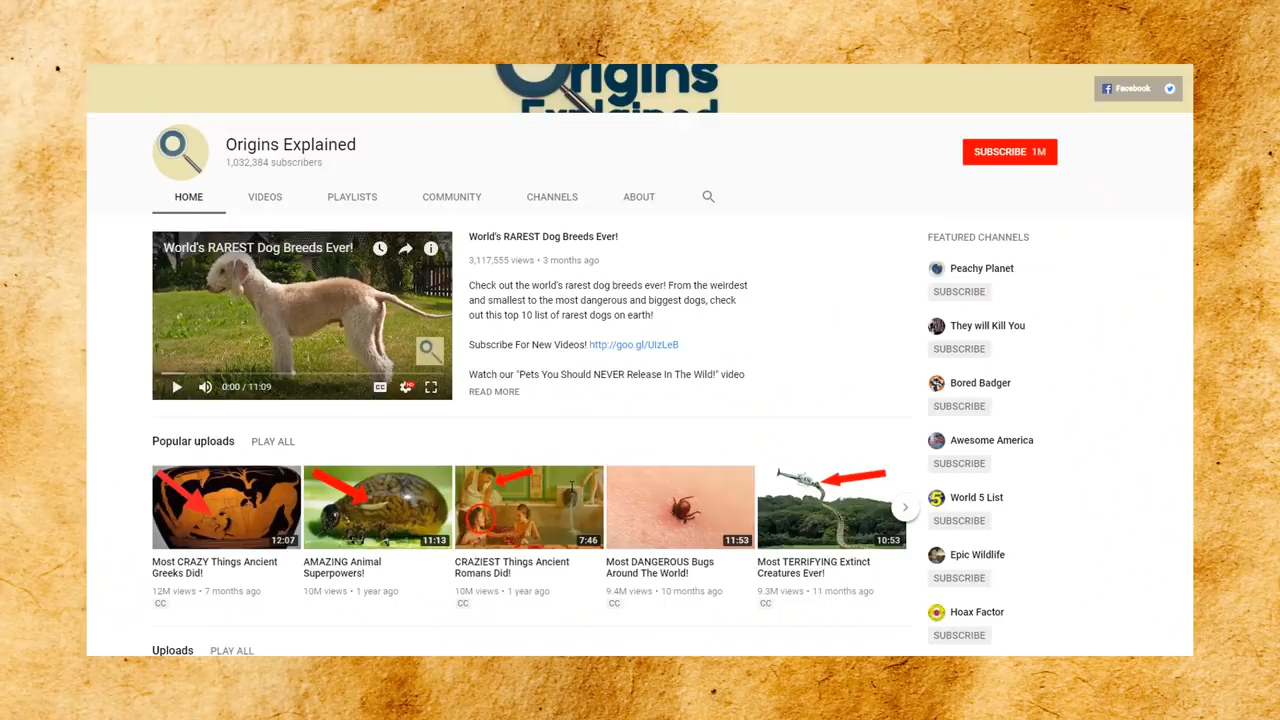 Origins
Explained
Facebook
Origins Explained
1,032,384 subscribers
SUBSCRIBE 1M
HOME VIDEOS PLAYLISTS COMMUNITY CHANNELS ABOUT
World's RAREST Dog Breeds Ever!
0:00 / 11:09
CC
HD
World's RAREST Dog Breeds Ever!
3,117,555 views • 3 months ago
Check out the world's rarest dog breeds ever! From the weirdest
and smallest to the most dangerous and biggest dogs, check
out this top 10 list of rarest dogs on earth!
Subscribe For New Videos! http://goo.gl/UIzLeB
Watch our "Pets You Should NEVER Release In The Wild!" video
READ MORE
FEATURED CHANNELS
Peachy Planet
SUBSCRIBE
They will Kill You
SUBSCRIBE
Bored Badger
SUBSCRIBE
Awesome America
SUBSCRIBE
5
World 5 List
SUBSCRIBE
Epic Wildlife
SUBSCRIBE
Hoax Factor
SUBSCRIBE
Popular uploads PLAY ALL
12:07
Most CRAZY Things Ancient
Greeks Did!
12M views • 7 months ago
CC
11:13
AMAZING Animal
Superpowers!
10M views • 1 year ago
7:46
CRAZIEST Things Ancient
Romans Did!
10M views • 1 year ago
CC
11:53
Most DANGEROUS Bugs
Around The World!
9.4M views • 10 months ago
CC
10:53
Most TERRIFYING Extinct
Creatures Ever!
9.3M views • 11 months ago
CC
Uploads PLAY ALL